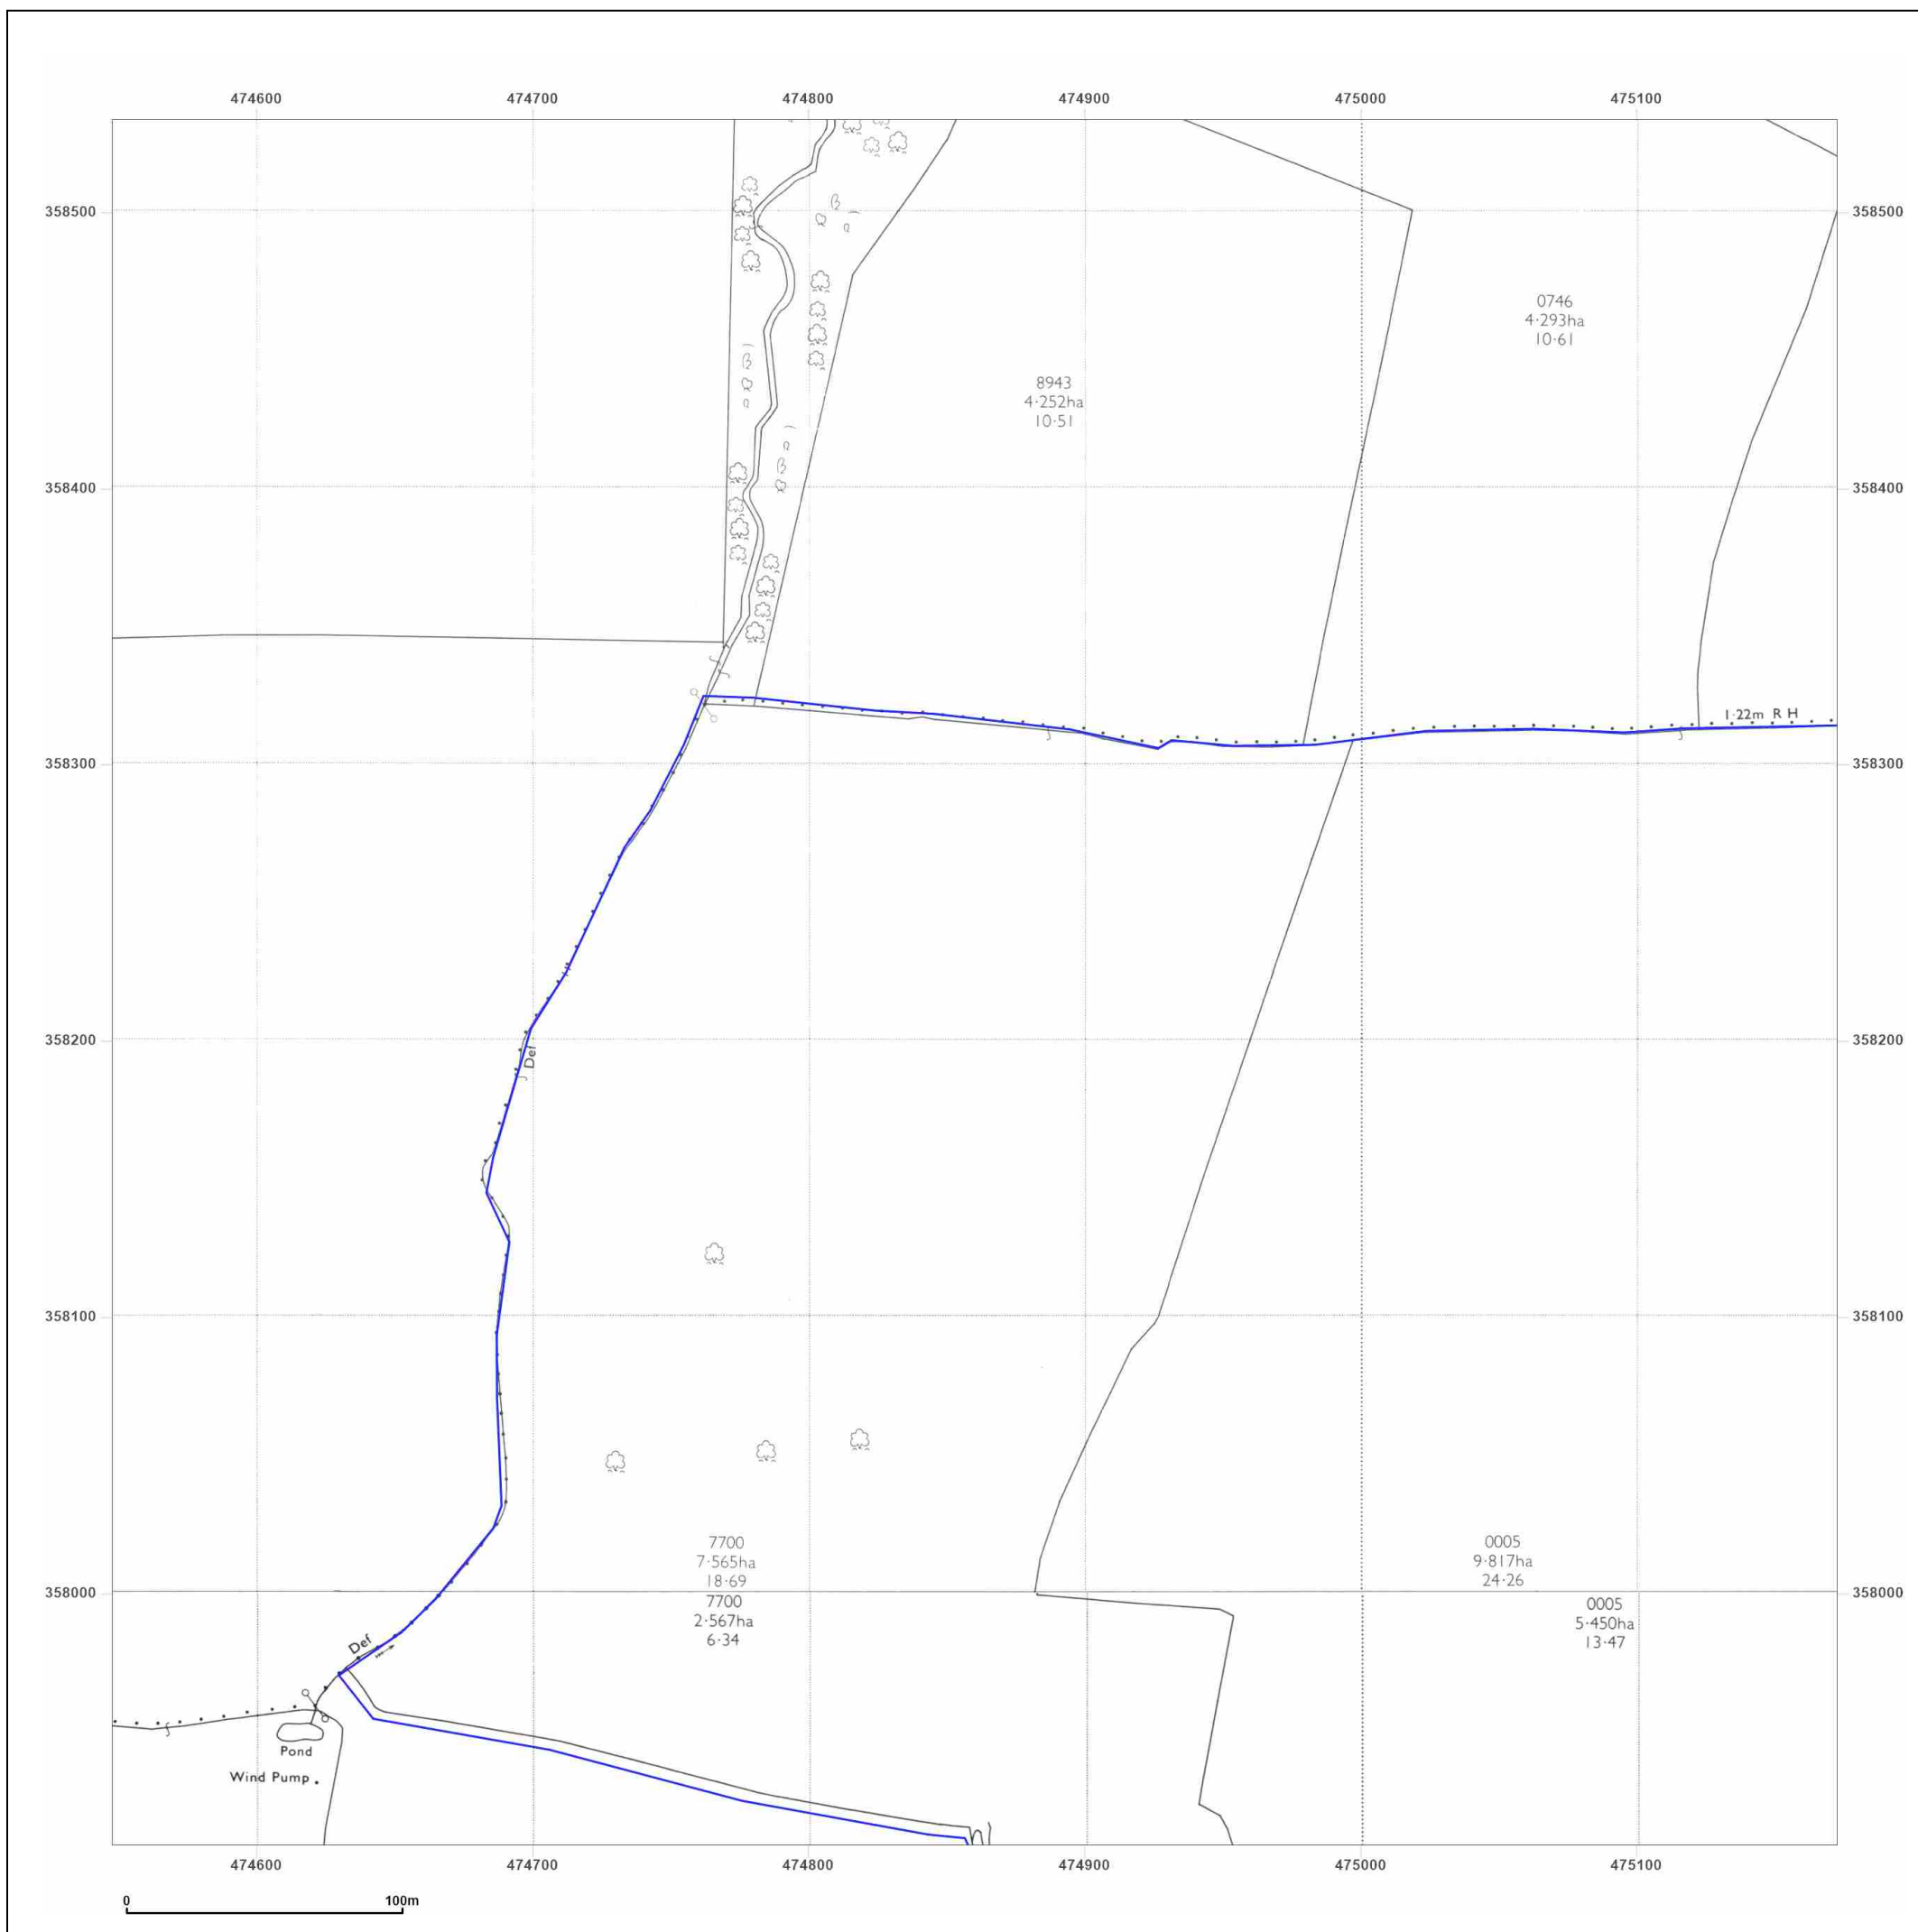 474600 474700 474800 474900 475000 475100
358500 358500
0746
4·293ha
10·61
8943
4·252ha
10·51
358400 358400
1·22m R H
358300 358300
358200 358200
Def
358100 358100
7700
7·565ha
18·69
0005
9·817ha
24·26
358000 358000
7700
2·567ha
6·34
0005
5·450ha
13·47
Def
Pond
Wind Pump
474600 474700 474800 474900 475000 475100
0 100m